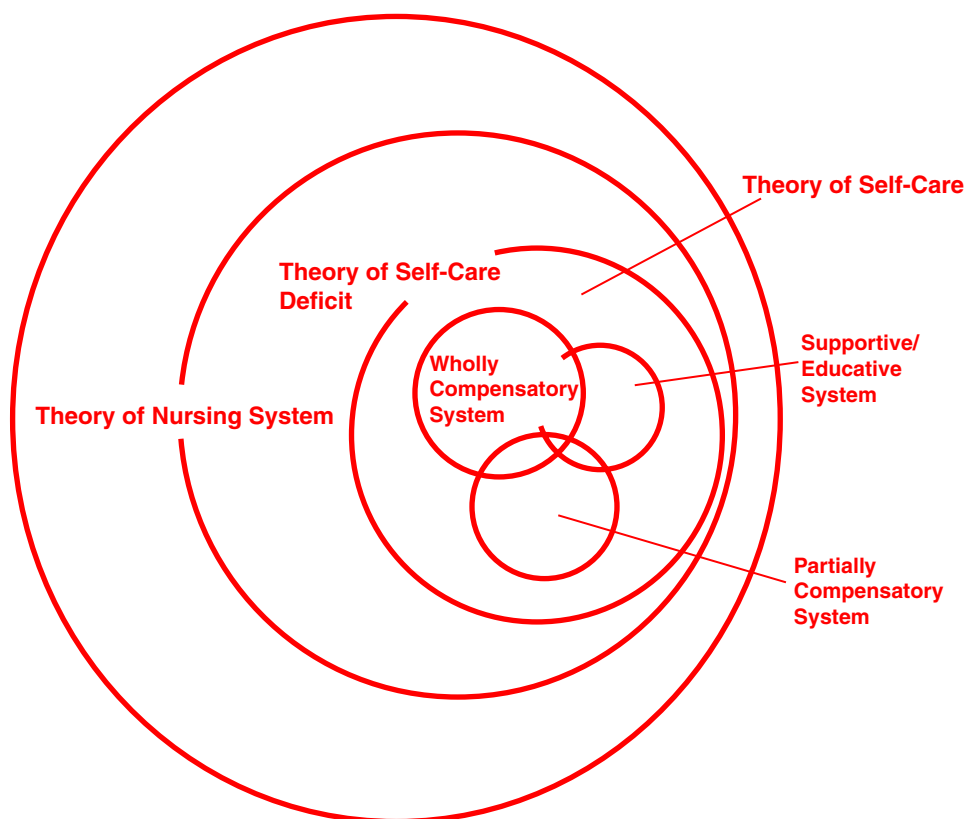 Theory of Self-Care
Theory of Self-Care
Deficit
Supportive/
Educative
System
Wholly
Compensatory
System
Theory of Nursing System
Partially
Compensatory
System